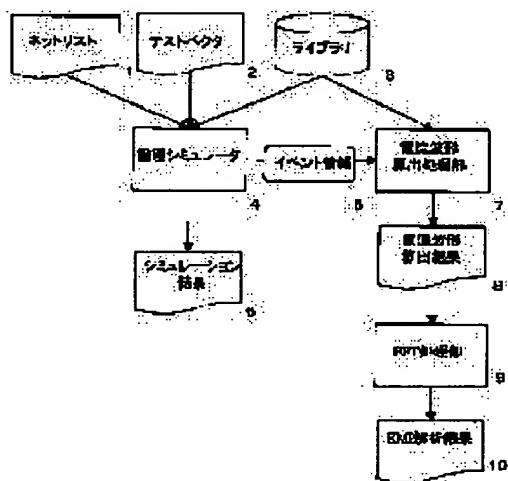 ネットリスト
1
テストベクタ
2
ライブラリ
3
論理シミュレータ
4
イベント情報
5
電流波形
算出処理部
7
シミュレーション
結果
6
電流波形
算出結果
8
FFT処理部
9
EMI解析結果
10